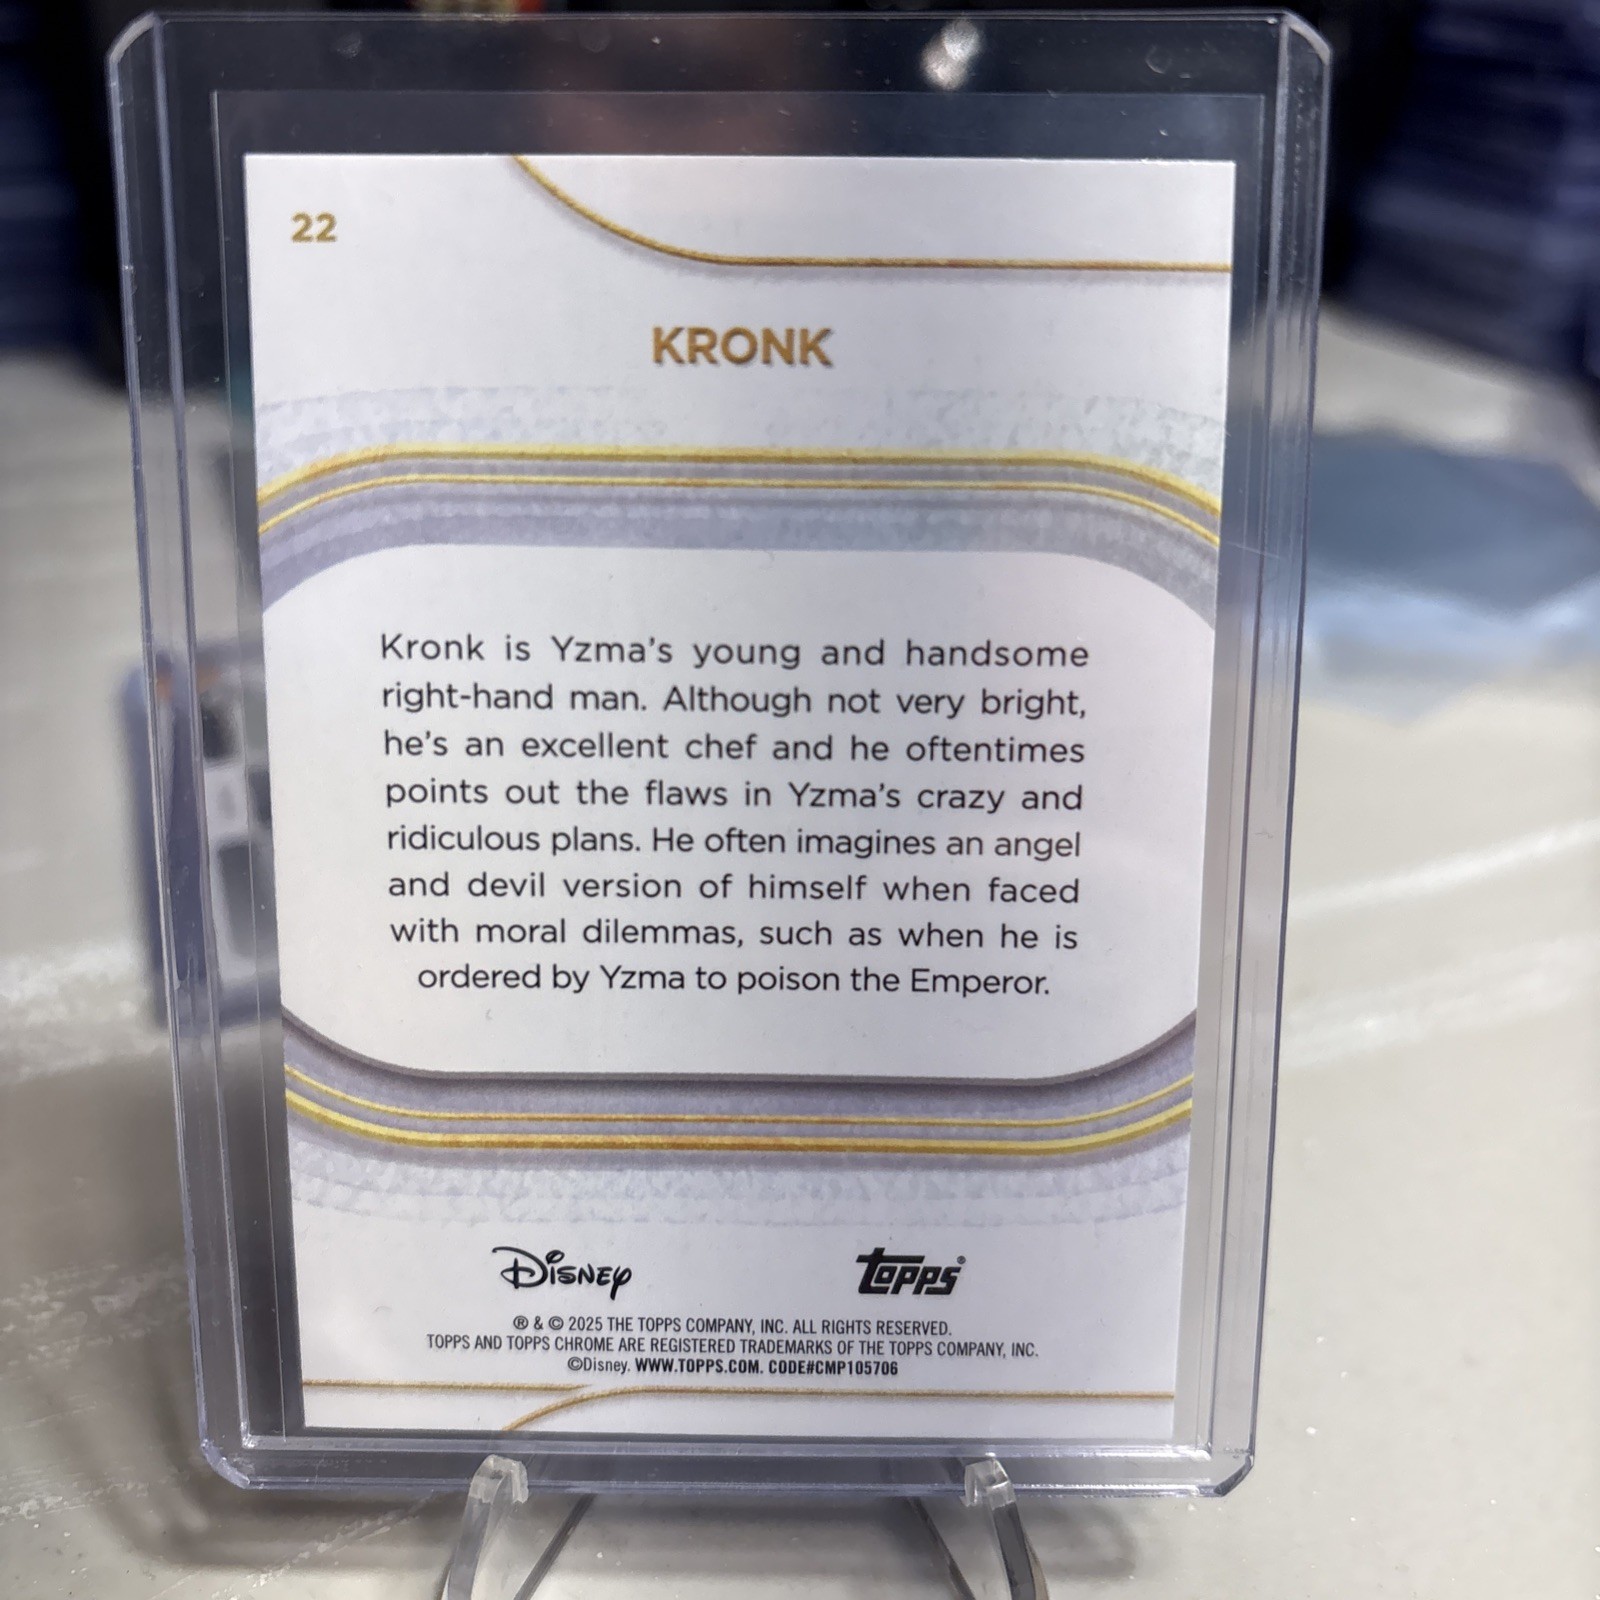 22
KRONK
Kronk is Yzma's young and handsome
right-hand man. Although not very bright,
he's an excellent chef and he oftentimes
points out the flaws in Yzma's crazy and
ridiculous plans. He often imagines an angel
and devil version of himself when faced
with moral dilemmas, such as when he is
ordered by Yzma to poison the Emperor.
Disney topps®
® & © 2025 THE TOPPS COMPANY, INC. ALL RIGHTS RESERVED.
TOPPS AND TOPPS CHROME ARE REGISTERED TRADEMARKS OF THE TOPPS COMPANY, INC.
©Disney. WWW.TOPPS.COM. CODE#CMP105706